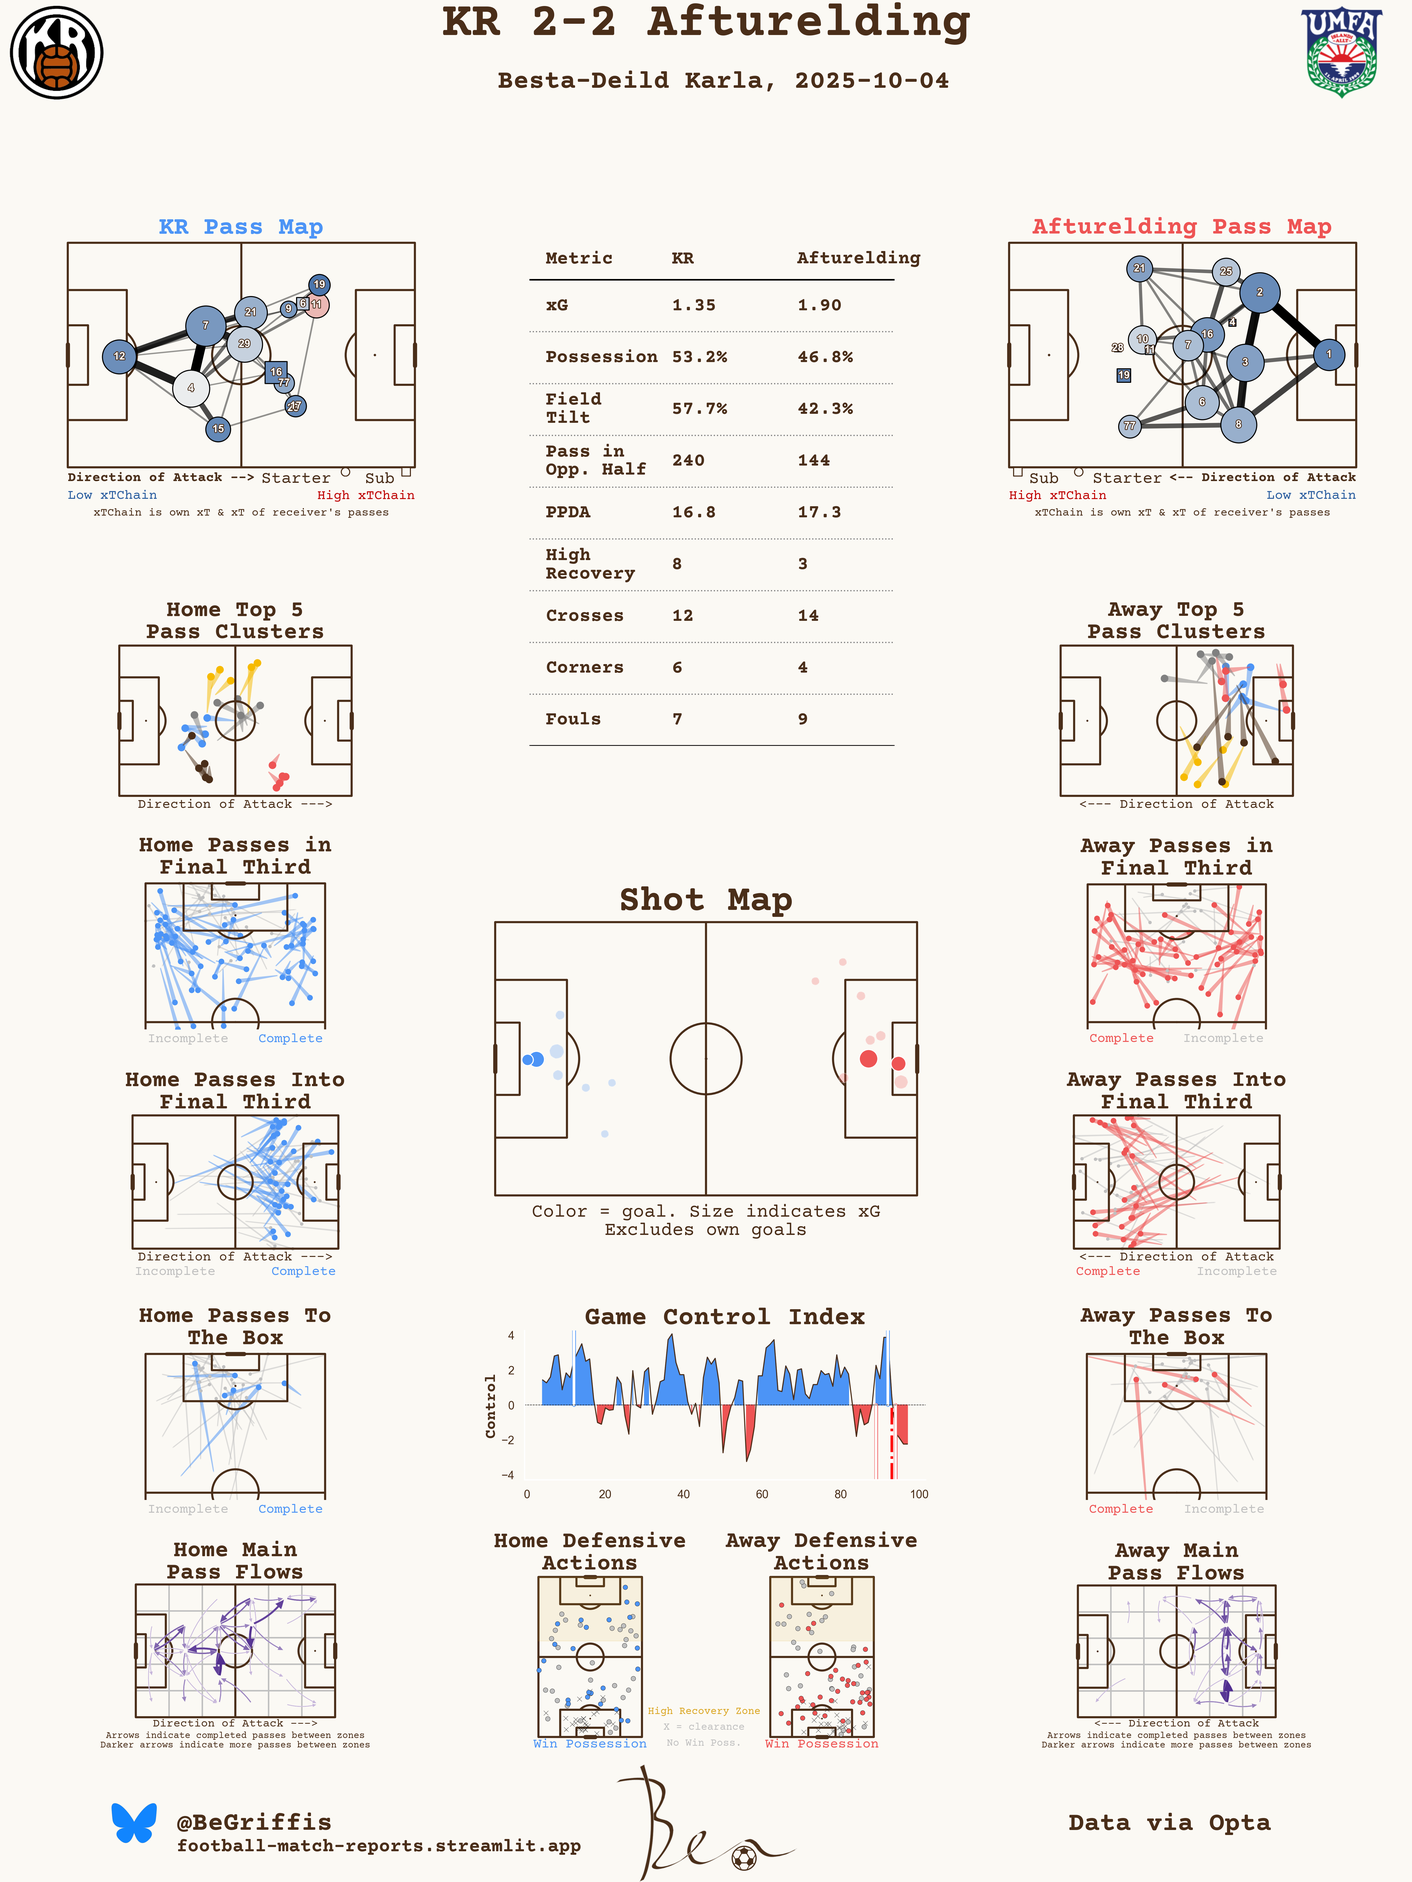 KR 2-2 Afturelding
Besta-Deild Karla, 2025-10-04
KR
UMFA
KR Pass Map
12
7
4
15
21
29
9
6
11
19
16
77
17
Direction of Attack -->
Starter
Sub
Low xTChain
High xTChain
xTChain is own xT & xT of receiver's passes
Metric KR Afturelding
xG 1.35 1.90
Possession 53.2% 46.8%
Field
Tilt 57.7% 42.3%
Pass in
Opp. Half 240 144
PPDA 16.8 17.3
High
Recovery 8 3
Crosses 12 14
Corners 6 4
Fouls 7 9
Afturelding Pass Map
21
25
2
4
16
10
7
28
11
3
1
19
6
77
8
Sub
Starter
<-- Direction of Attack
High xTChain
Low xTChain
xTChain is own xT & xT of receiver's passes
Home Top 5
Pass Clusters
Direction of Attack --->
Away Top 5
Pass Clusters
<--- Direction of Attack
Home Passes in
Final Third
Incomplete
Complete
Away Passes in
Final Third
Complete
Incomplete
Shot Map
Color = goal. Size indicates xG
Excludes own goals
Home Passes Into
Final Third
Direction of Attack --->
Incomplete
Complete
Away Passes Into
Final Third
<--- Direction of Attack
Complete
Incomplete
Home Passes To
The Box
Incomplete
Complete
Game Control Index
Control
4
2
0
−2
−4
0 20 40 60 80 100
Away Passes To
The Box
Complete
Incomplete
Home Main
Pass Flows
Direction of Attack --->
Arrows indicate completed passes between zones
Darker arrows indicate more passes between zones
Home Defensive
Actions
Win Possession
High Recovery Zone
X = clearance
No Win Poss.
Away Defensive
Actions
Win Possession
Away Main
Pass Flows
<--- Direction of Attack
Arrows indicate completed passes between zones
Darker arrows indicate more passes between zones
@BeGriffis
football-match-reports.streamlit.app
Ben
Data via Opta